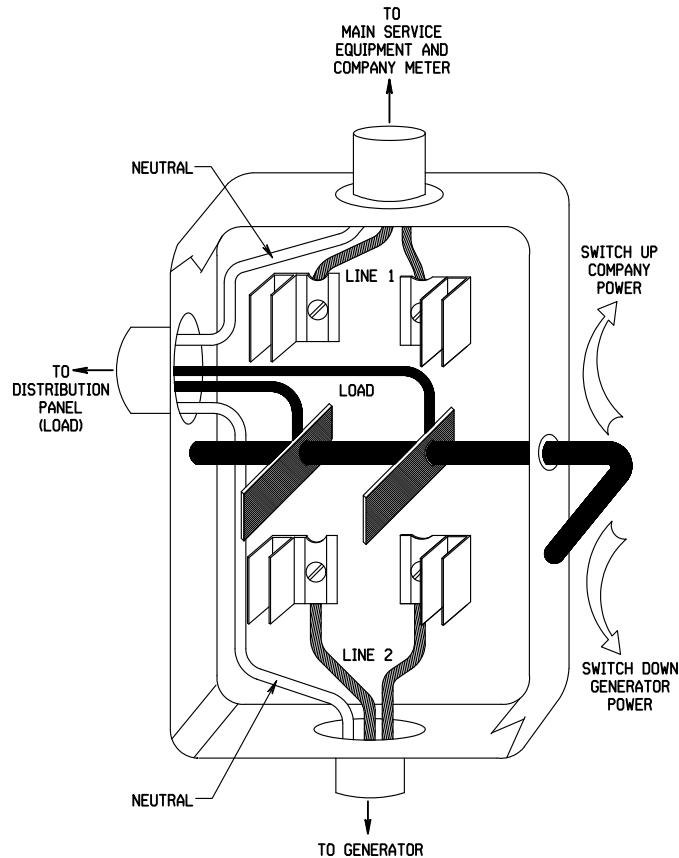 TO
MAIN SERVICE
EQUIPMENT AND
COMPANY METER
NEUTRAL
SWITCH UP
COMPANY
POWER
LINE 1
TO
DISTRIBUTION
PANEL
(LOAD)
LOAD
LINE 2
SWITCH DOWN
GENERATOR
POWER
NEUTRAL
TO GENERATOR